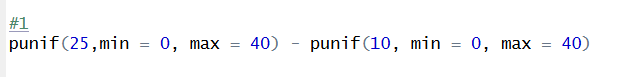 #1
punif(25,min = 0, max = 40) - punif(10, min = 0, max = 40)